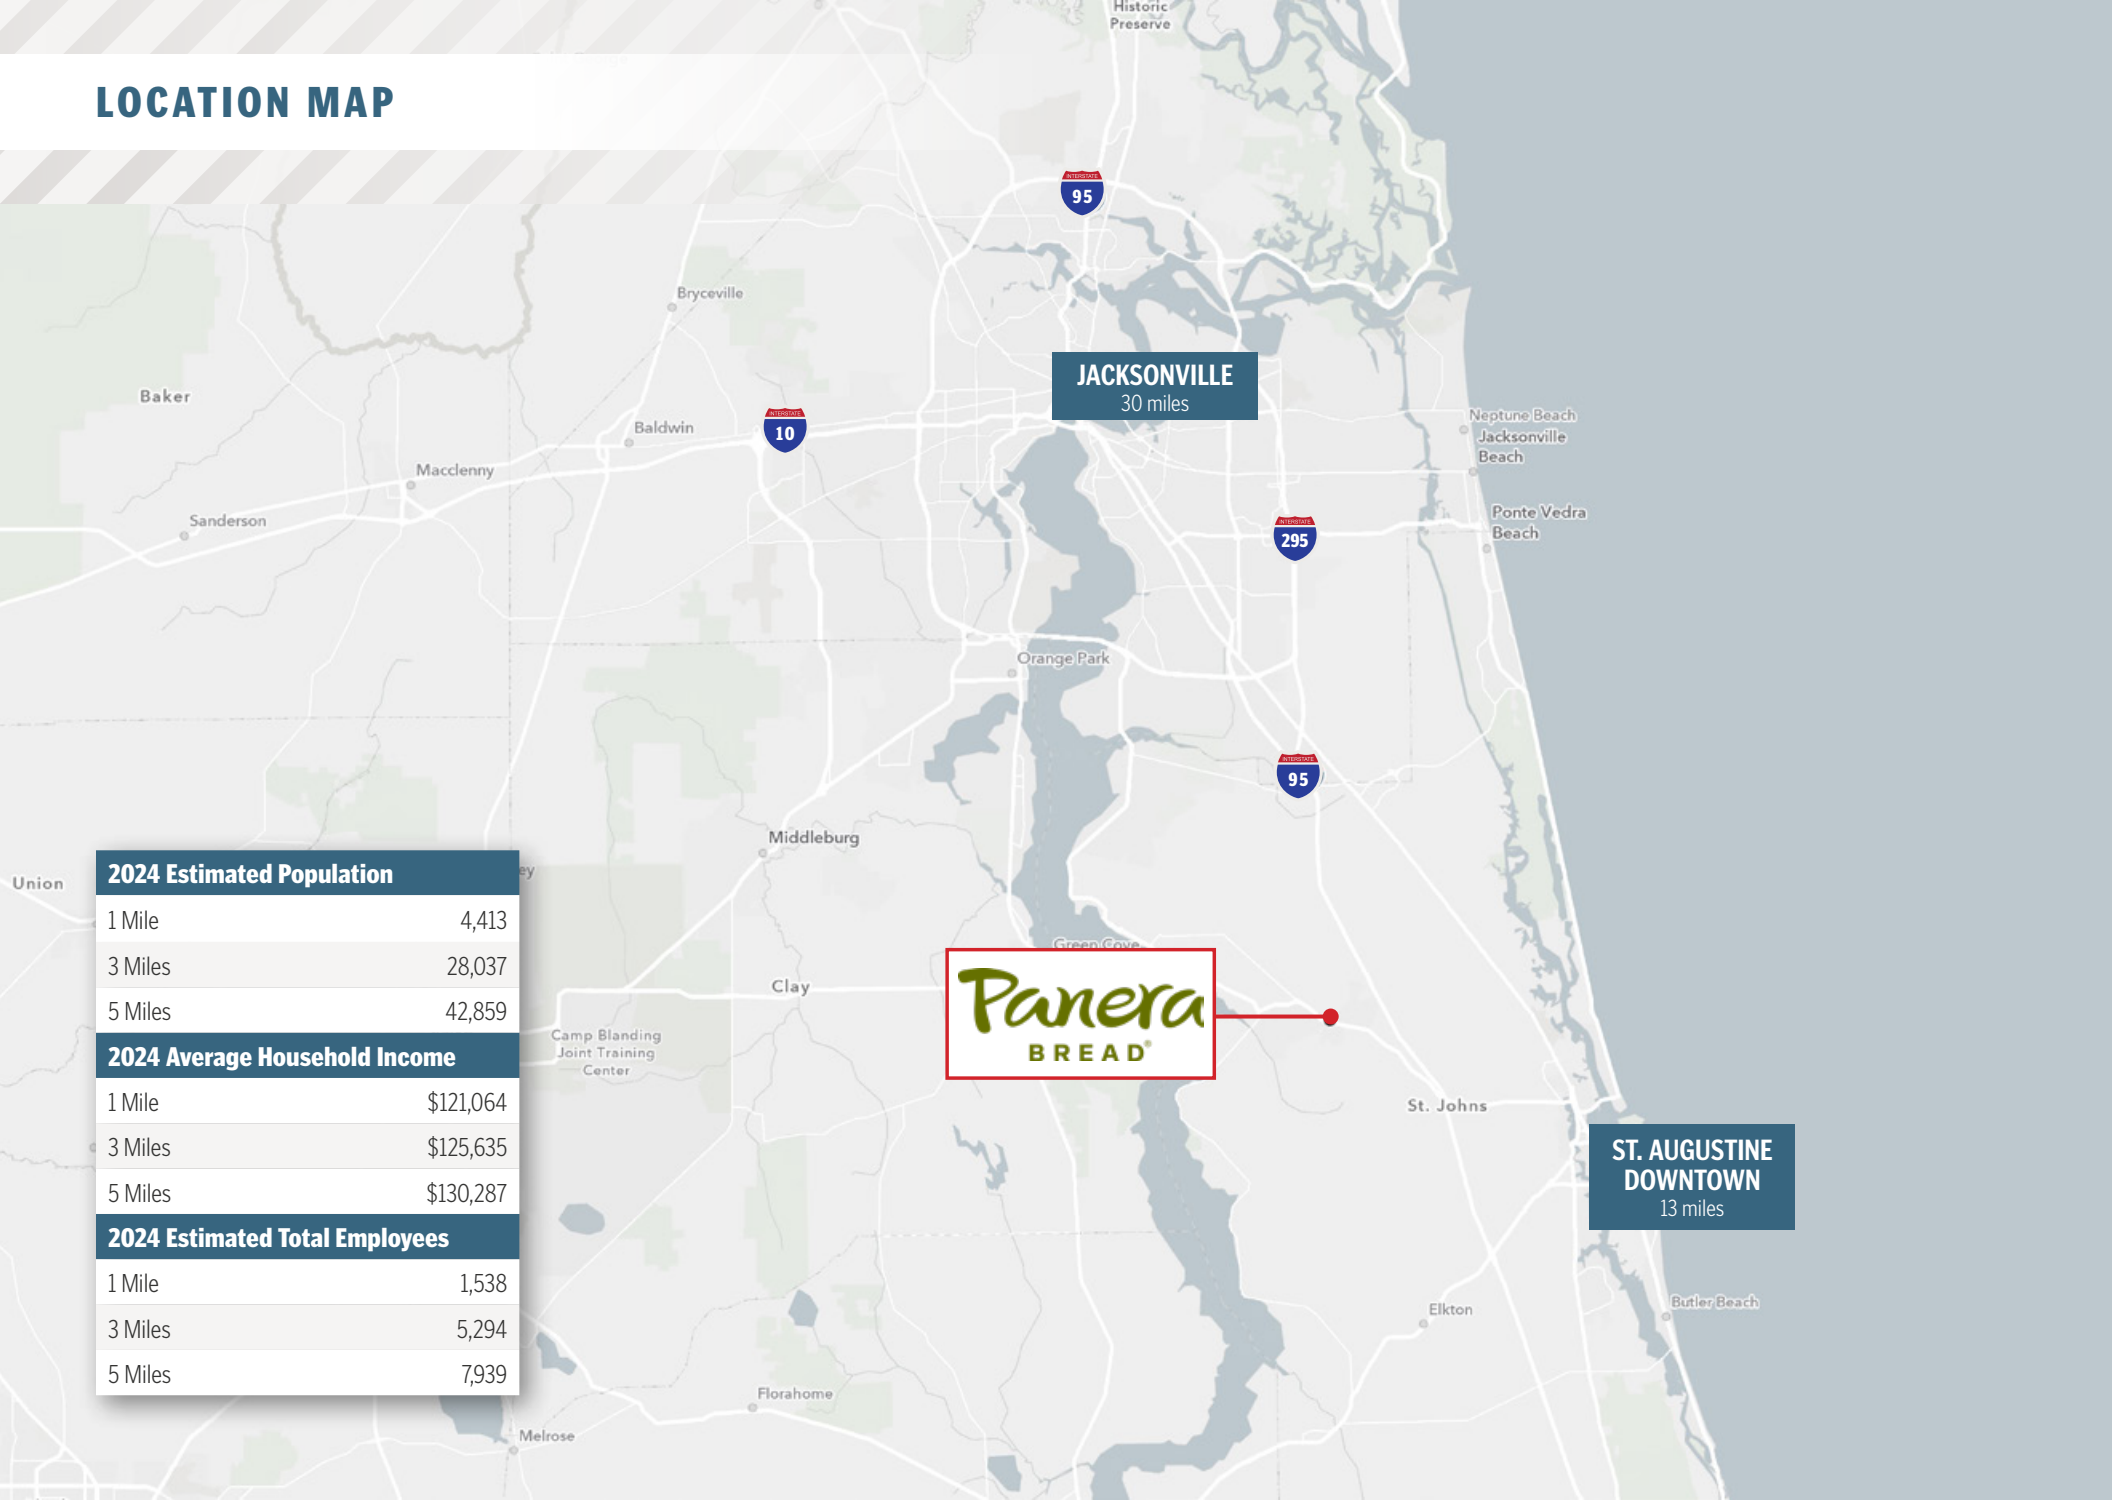 Historic
Preserve
LOCATION MAP
INTERSTATE
95
Bryceville
JACKSONVILLE
30 miles
Baker
INTERSTATE
10
Baldwin
Neptune Beach
Jacksonville
Beach
Macclenny
Sanderson
Ponte Vedra
Beach
INTERSTATE
295
Orange Park
INTERSTATE
95
Middleburg
Union
ey
2024 Estimated Population
1 Mile 4,413
3 Miles 28,037
5 Miles 42,859
2024 Average Household Income
1 Mile $121,064
3 Miles $125,635
5 Miles $130,287
2024 Estimated Total Employees
1 Mile 1,538
3 Miles 5,294
5 Miles 7,939
Green Cove
Panera
BREAD®
Clay
Camp Blanding
Joint Training
Center
St. Johns
ST. AUGUSTINE
DOWNTOWN
13 miles
Butler Beach
Elkton
Florahome
Melrose